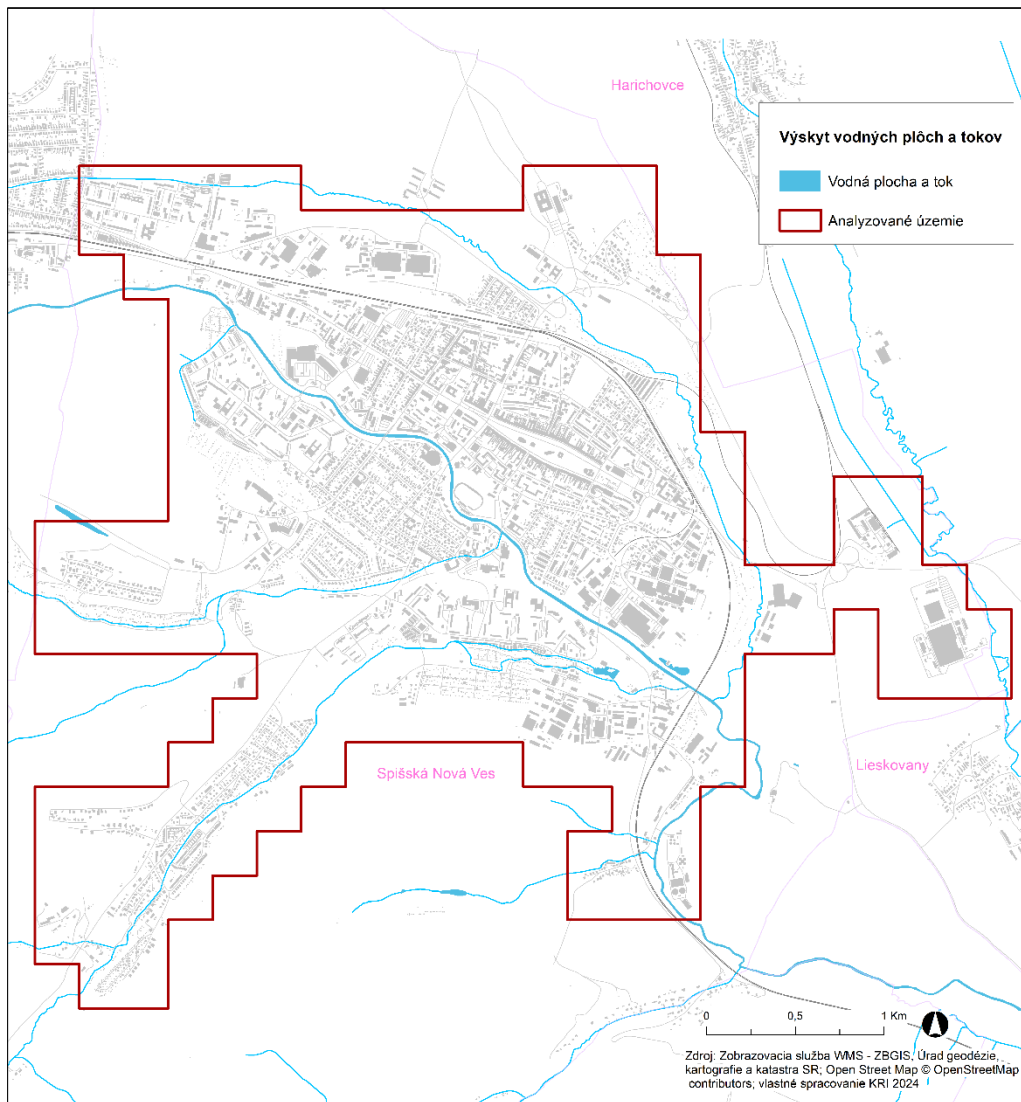 Harichovce
Výskyt vodných plôch a tokov
Vodná plocha a tok
Analyzované územie
Spišská Nová Ves
Lieskovany
0 0,5 1 Km
Zdroj: Zobrazovacia služba WMS - ZBGIS, Úrad geodézie,
kartografie a katastra SR; Open Street Map © OpenStreetMap
contributors; vlastné spracovanie KRI 2024